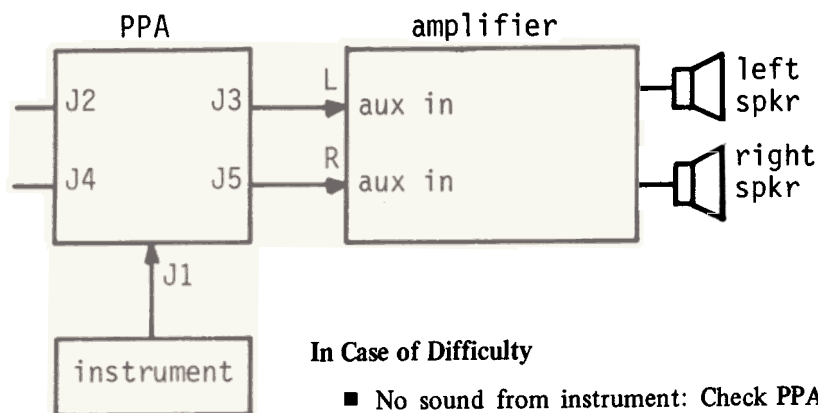 PPA
amplifier
J2
J3
L
aux in
left
spkr
J4
J5
R
aux in
right
spkr
J1
instrument
In Case of Difficulty
■ No sound from instrument: Check PPA